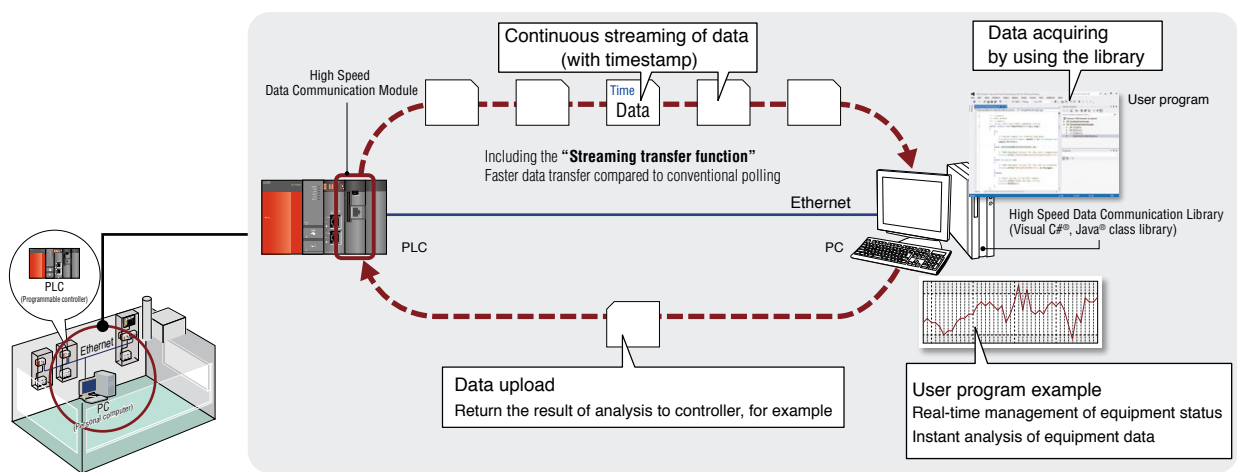 Continuous streaming of data
(with timestamp)
Data acquiring
by using the library
High Speed
Data Communication Module
Time
Data
User program
Including the “Streaming transfer function”
Faster data transfer compared to conventional polling
Ethernet
PLC
PC
High Speed Data Communication Library
(Visual C#®, Java® class library)
PLC
(Programmable controller)
Ethernet
PC
(Personal computer)
Data upload
Return the result of analysis to controller, for example
User program example
Real-time management of equipment status
Instant analysis of equipment data